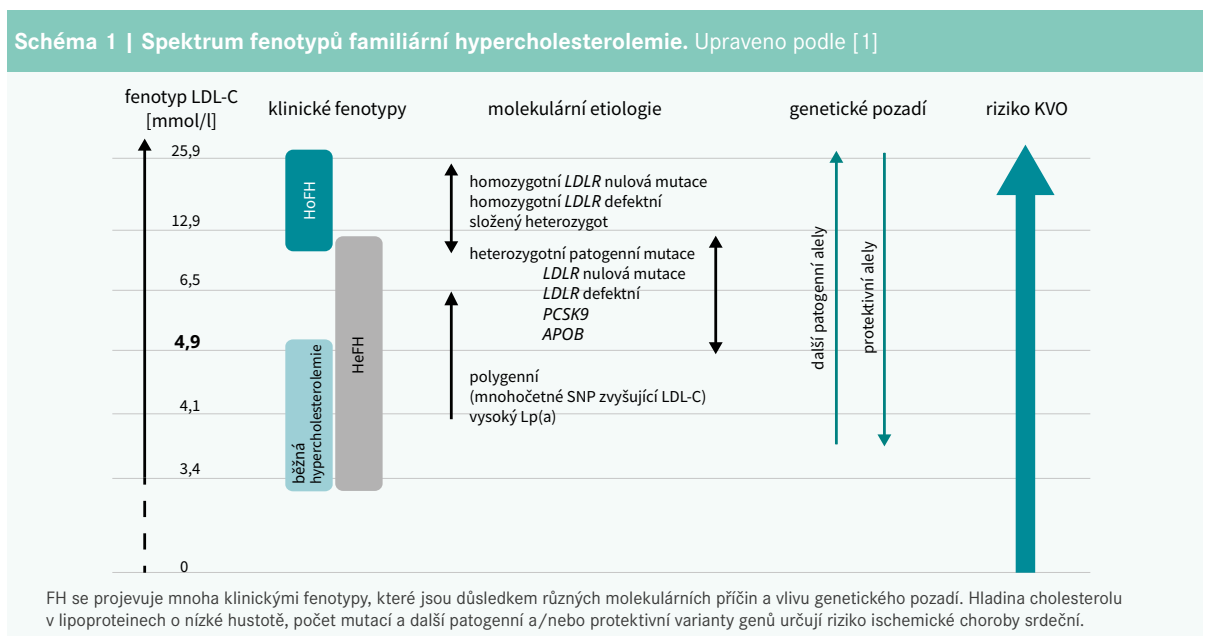 Schéma 1 | Spektrum fenotypů familiární hypercholesterolemie. Upraveno podle [1]
fenotyp LDL-C
[mmol/l]
klinické fenotypy
molekulární etiologie
genetické pozadí
riziko KVO
25,9
12,9
6,5
4,9
4,1
3,4
0
HoFH
HeFH
běžná
hypercholesterolemie
homozygotní LDLR nulová mutace
homozygotní LDLR defektní
složený heterozygot
heterozygotní patogenní mutace
LDLR nulová mutace
LDLR defektní
PCSK9
APOB
polygenní
(mnohočetné SNP zvyšující LDL-C)
vysoký Lp(a)
další patogenní alely
protektivní alely
FH se projevuje mnoha klinickými fenotypy, které jsou důsledkem různých molekulárních příčin a vlivu genetického pozadí. Hladina cholesterolu
v lipoproteinech o nízké hustotě, počet mutací a další patogenní a/nebo protektivní varianty genů určují riziko ischemické choroby srdeční.